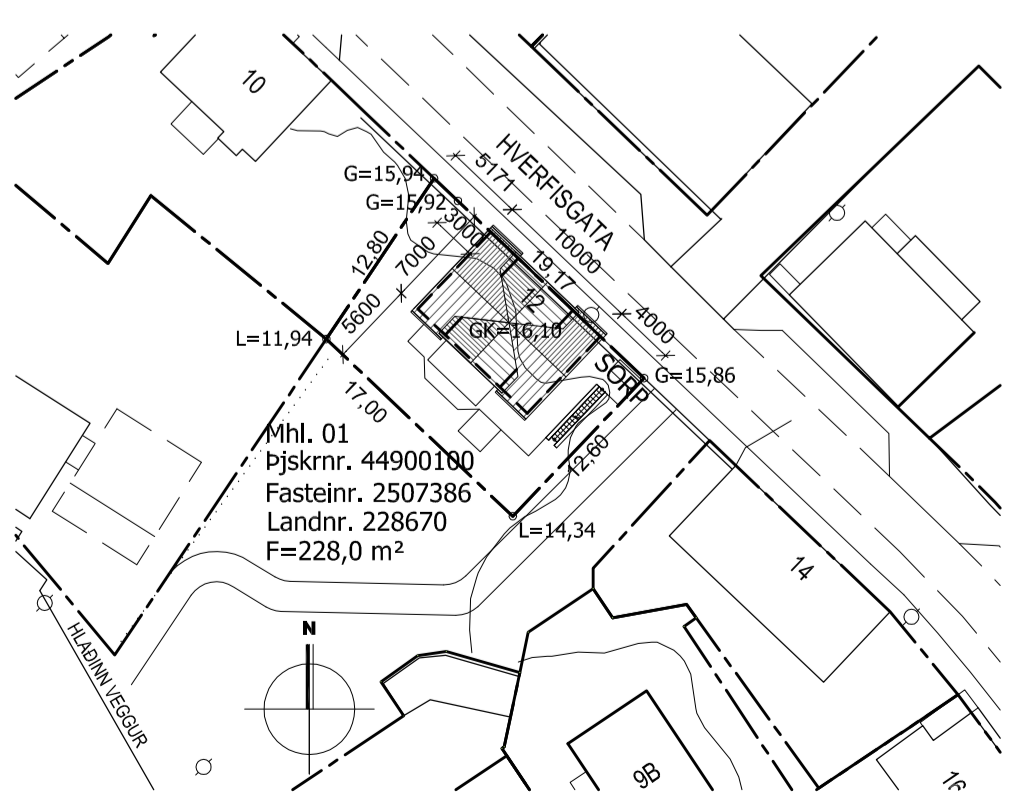 10
HVERFISGATA
G=15,94
5171
G=15,92
3000
10000
12,80
7000
19,17
12
5600
GK=16,10
4000
L=11,94
SORP
G=15,86
17,00
12,60
Mhl. 01
Þjskrnr. 44900100
Fasteinr. 2507386
Landnr. 228670
F=228,0 m²
L=14,34
14
N
HLAÐINN VEGGUR
9B
16